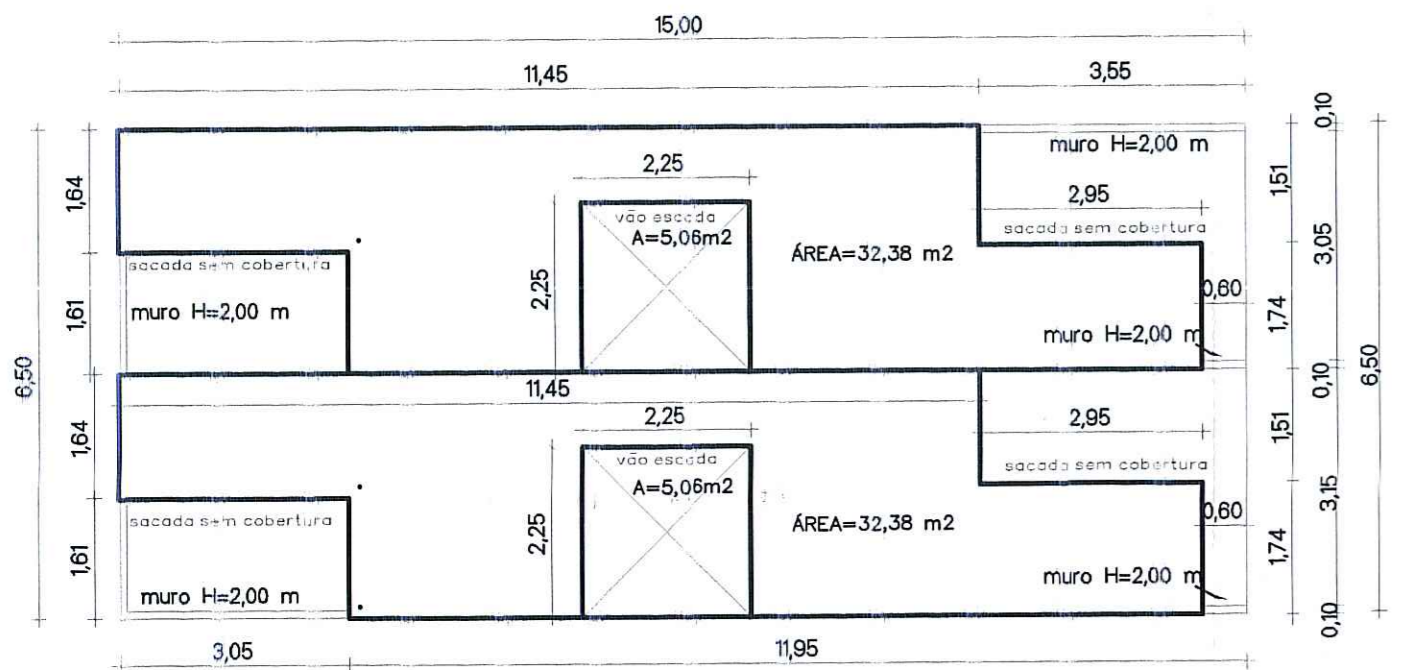 15,00
11,45
3,55
0,10
muro H=2,00 m
2,25
1,64
1,51
2,95
vão escada
A=5,06m2
sacada sem cobertura
ÁREA=32,38 m2
3,05
sacada sem cobertura
2,25
0,60
muro H=2,00 m
1,61
1,74
muro H=2,00 m
6,50
6,50
11,45
0,10
2,25
2,95
1,64
1,51
vão escada
sacada sem cobertura
A=5,06m2
3,15
sacada sem cobertura
ÁREA=32,38 m2
0,60
2,25
1,61
1,74
muro H=2,00 m
muro H=2,00 m
0,10
3,05
11,95